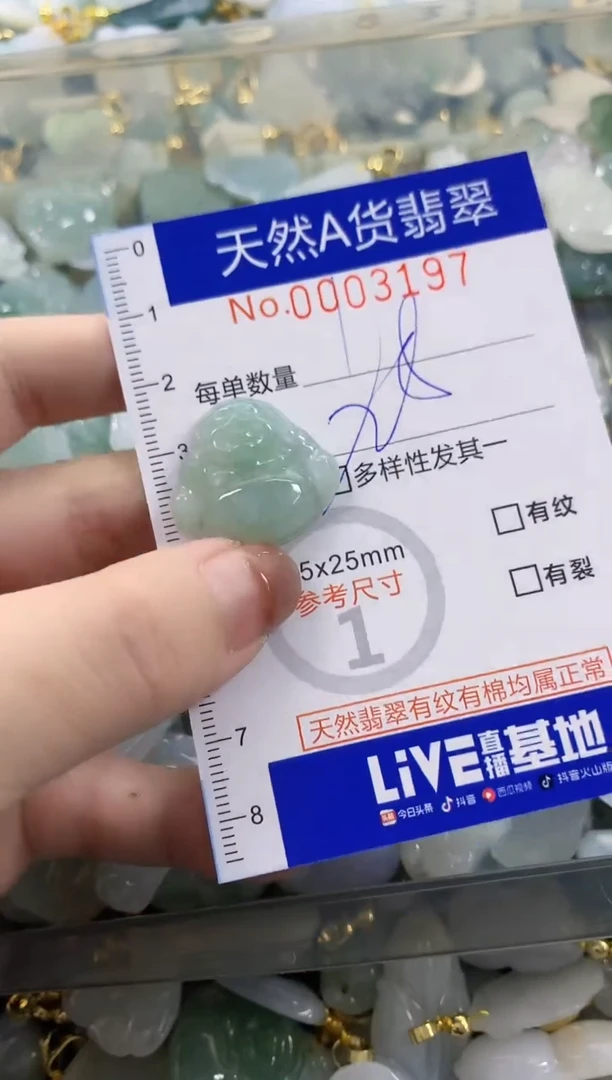 天然A货翡翠
No.0003197
0
1
2
每单数量
3
多样性发其一
有纹
5x25mm
有裂
参考尺寸
1
天然翡翠有纹有棉均属正常
7
LiVE直播基地
8
头条 今日头条 抖音 西瓜视频 抖音火山版